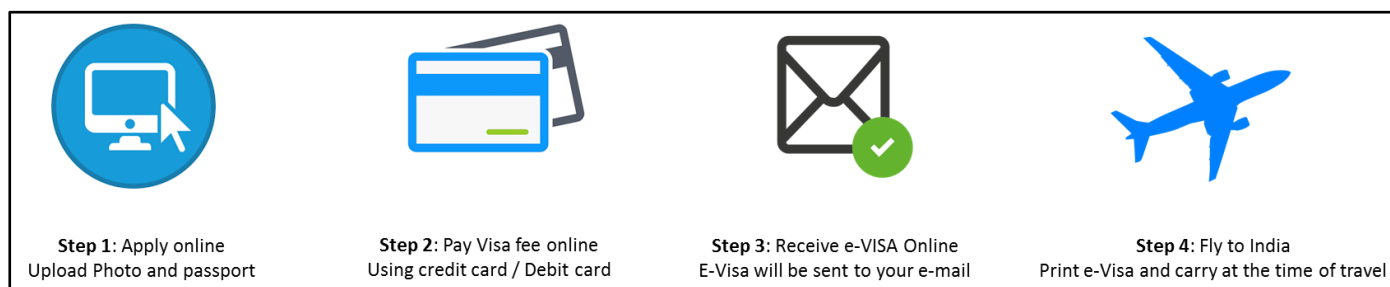 Step 1: Apply online
Upload Photo and passport
Step 2: Pay Visa fee online
Using credit card / Debit card
Step 3: Receive e-VISA Online
E-Visa will be sent to your e-mail
Step 4: Fly to India
Print e-Visa and carry at the time of travel